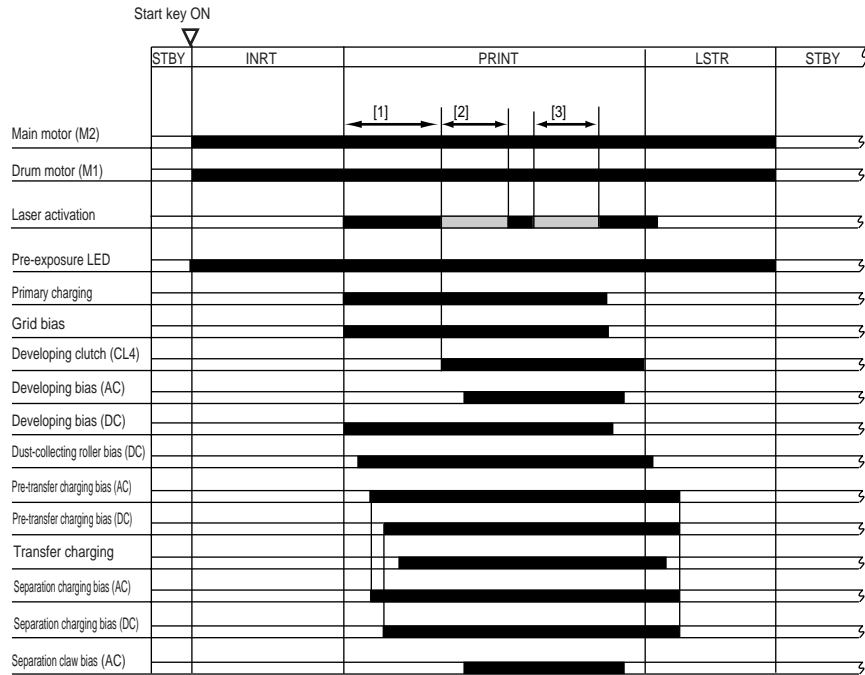 Start key ON
STBY INRT PRINT LSTR STBY
[1] [2] [3]
Main motor (M2)
Drum motor (M1)
Laser activation
Pre-exposure LED
Primary charging
Grid bias
Developing clutch (CL4)
Developing bias (AC)
Developing bias (DC)
Dust-collecting roller bias (DC)
Pre-transfer charging bias (AC)
Pre-transfer charging bias (DC)
Transfer charging
Separation charging bias (AC)
Separation charging bias (DC)
Separation claw bias (AC)